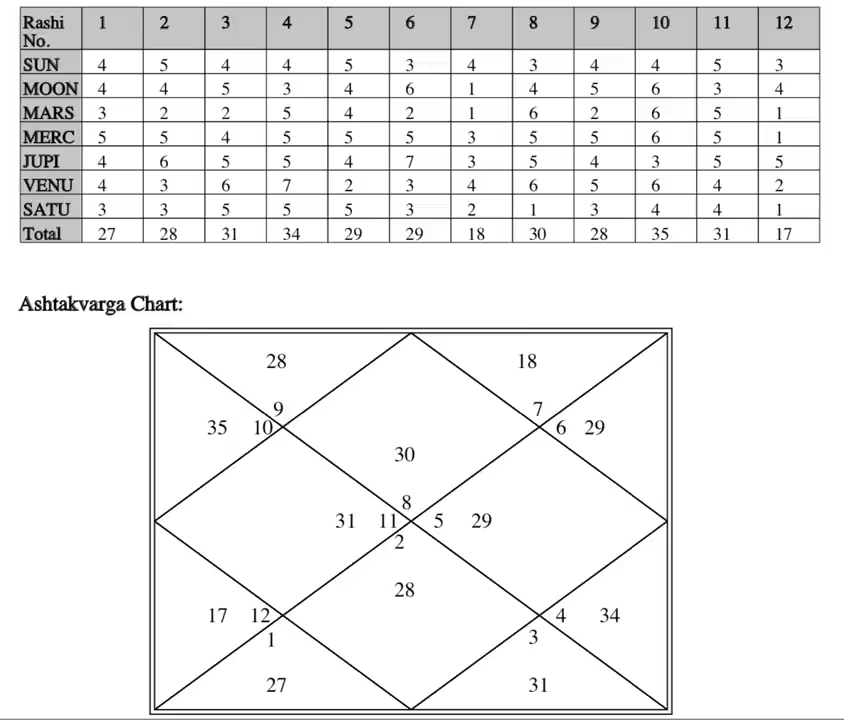 Rashi No. 1 2 3 4 5 6 7 8 9 10 11 12
SUN 4 5 4 4 5 3 4 3 4 4 5 3
MOON 4 4 5 3 4 6 1 4 5 6 3 4
MARS 3 2 2 5 4 2 1 6 2 6 5 1
MERC 5 5 4 5 5 5 3 5 5 6 5 1
JUPI 4 6 5 5 4 7 3 5 4 3 5 5
VENU 4 3 6 7 2 3 4 6 5 6 4 2
SATU 3 3 5 5 5 3 2 1 3 4 4 1
Total 27 28 31 34 29 29 18 30 28 35 31 17
Ashtakvarga Chart:
28 18
9 7
35 10 6 29
30
8
31 11 5 29
2
28
17 12 4 34
1 3
27 31